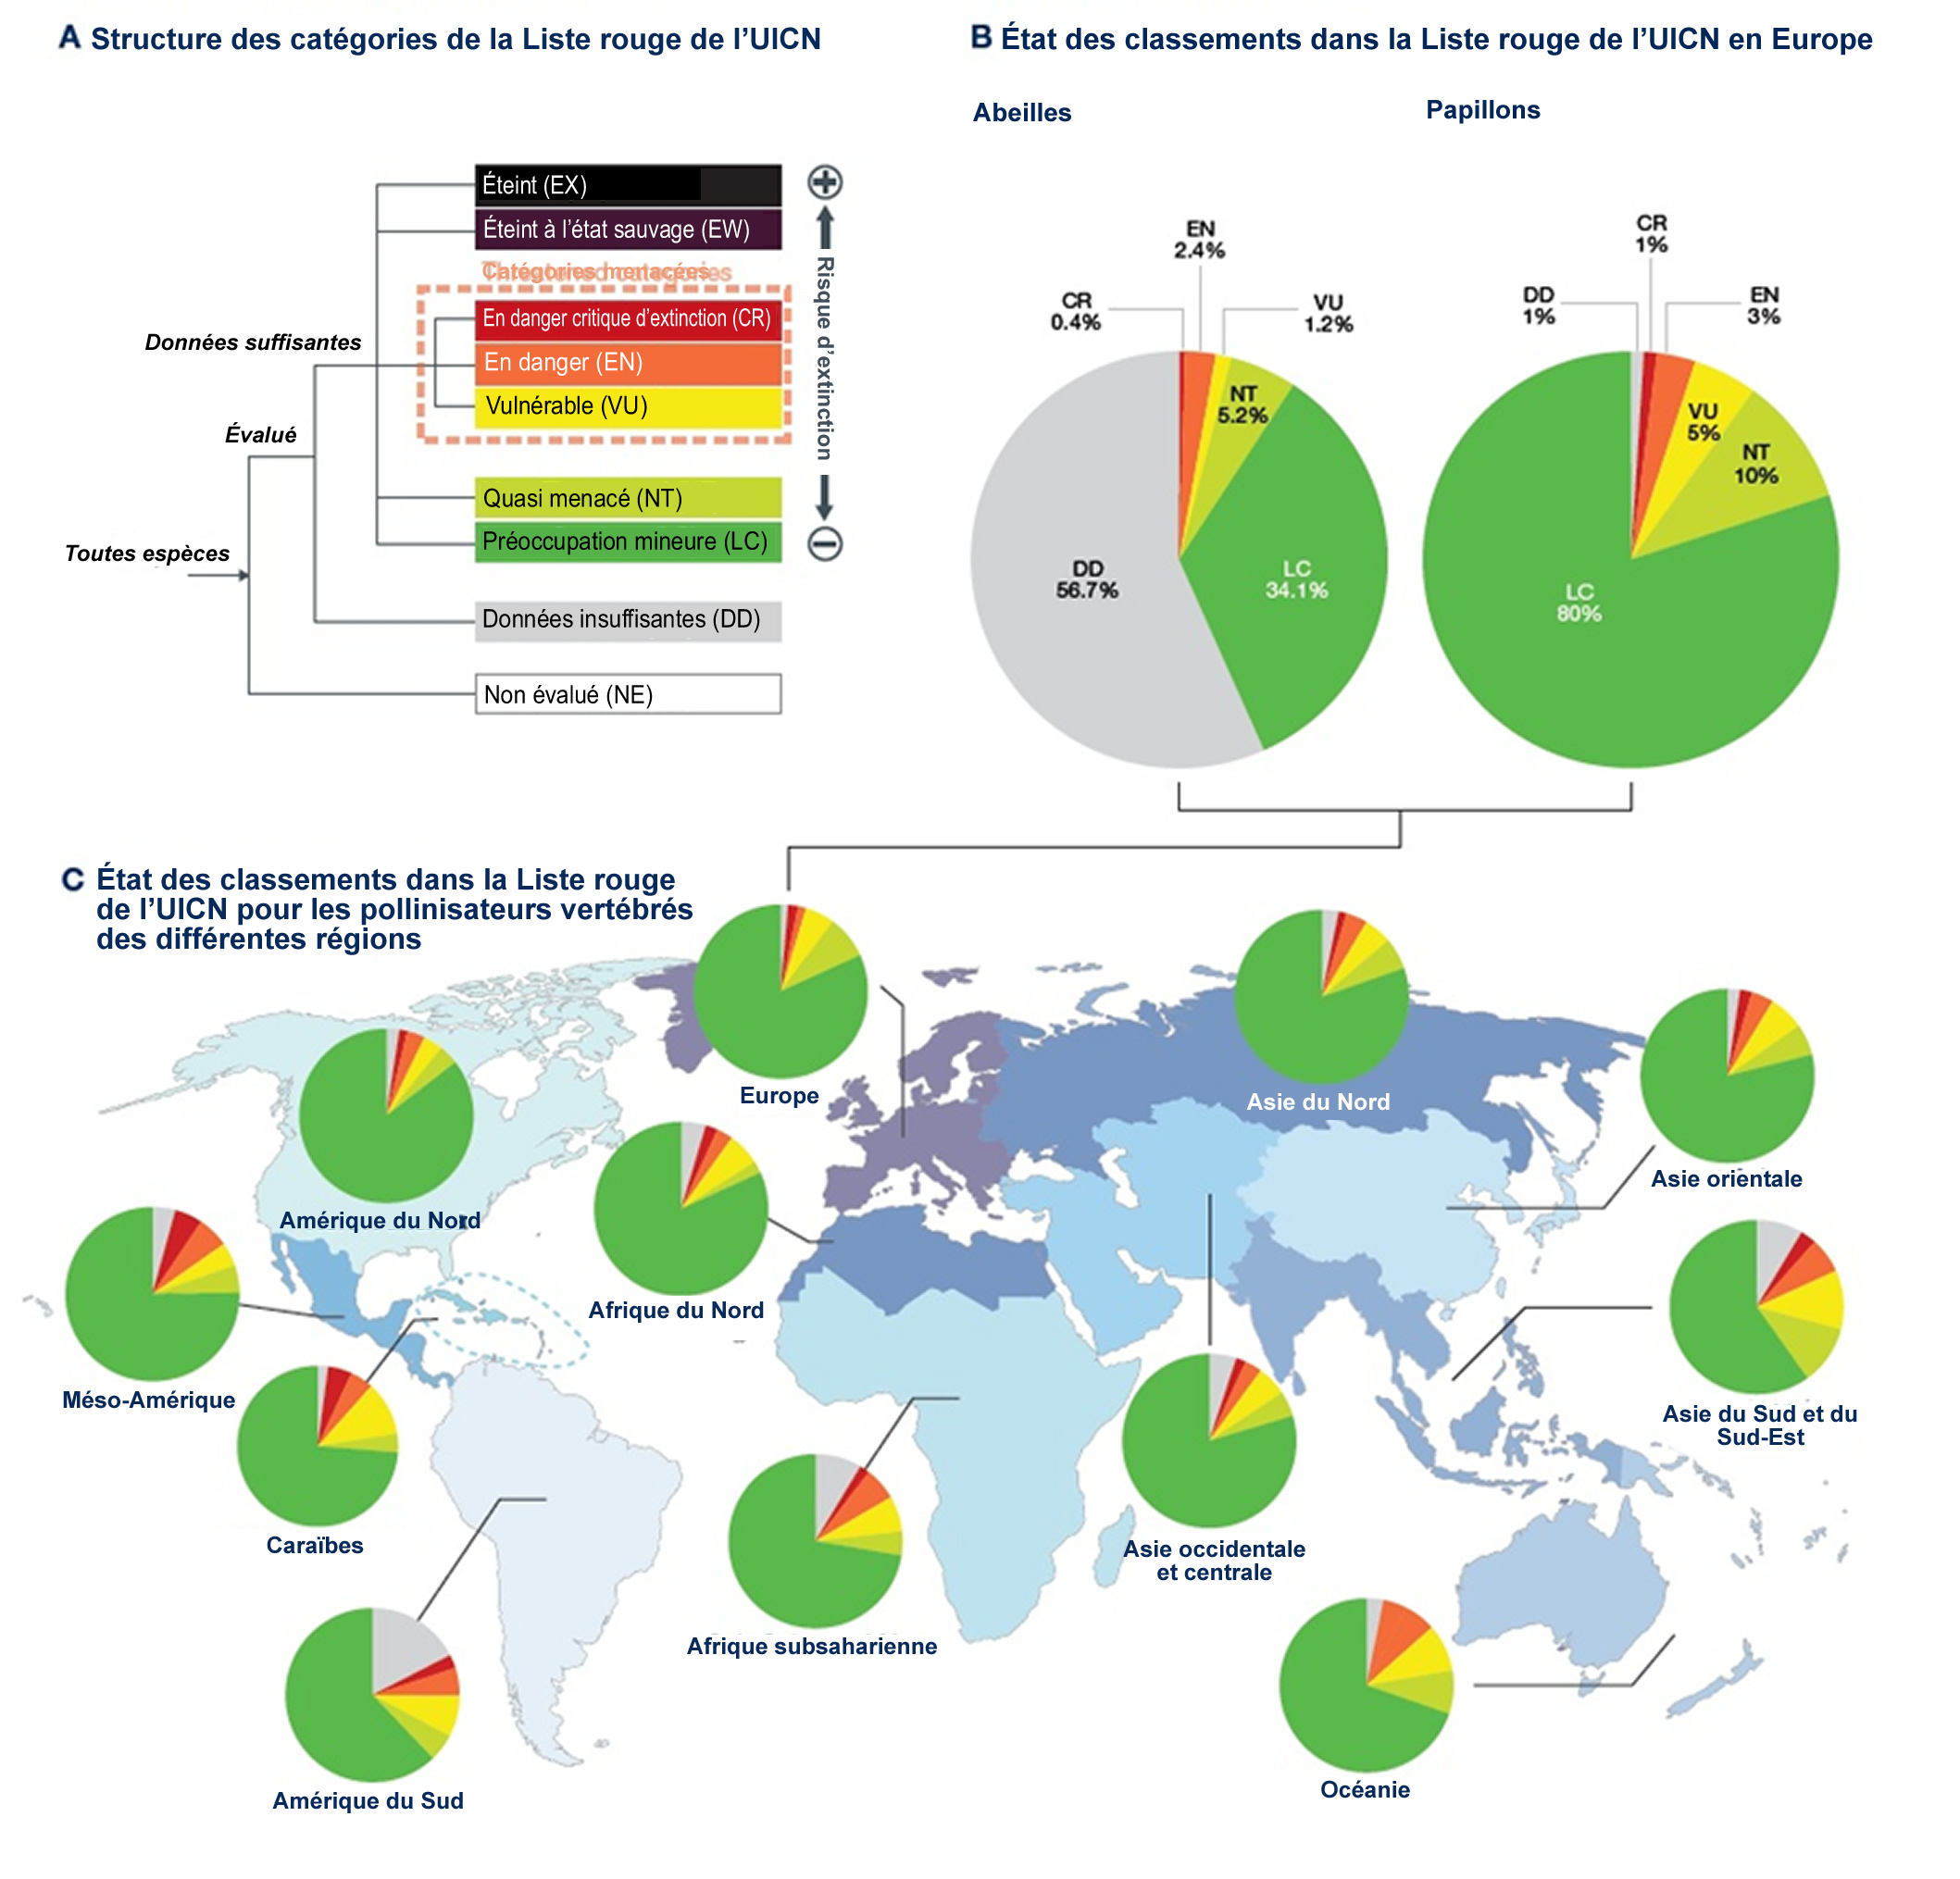 A Structure des catégories de la Liste rouge de l'UICN
Éteint (EX)
Éteint à l'état sauvage (EW)
Catégories menacées
Threatened categories
En danger critique d'extinction (CR)
En danger (EN)
Vulnérable (VU)
Quasi menacé (NT)
Préoccupation mineure (LC)
Données insuffisantes (DD)
Non évalué (NE)
Données suffisantes
Évalué
Toutes espèces
Risque d'extinction
B État des classements dans la Liste rouge de l'UICN en Europe
Abeilles
CR
0.4%
EN
2.4%
VU
1.2%
NT
5.2%
DD
56.7%
LC
34.1%
Papillons
DD
1%
CR
1%
EN
3%
VU
5%
NT
10%
LC
80%
C État des classements dans la Liste rouge
de l'UICN pour les pollinisateurs vertébrés
des différentes régions
Europe
Asie du Nord
Asie orientale
Amérique du Nord
Afrique du Nord
Méso-Amérique
Asie du Sud et du
Sud-Est
Caraïbes
Asie occidentale
et centrale
Afrique subsaharienne
Océanie
Amérique du Sud